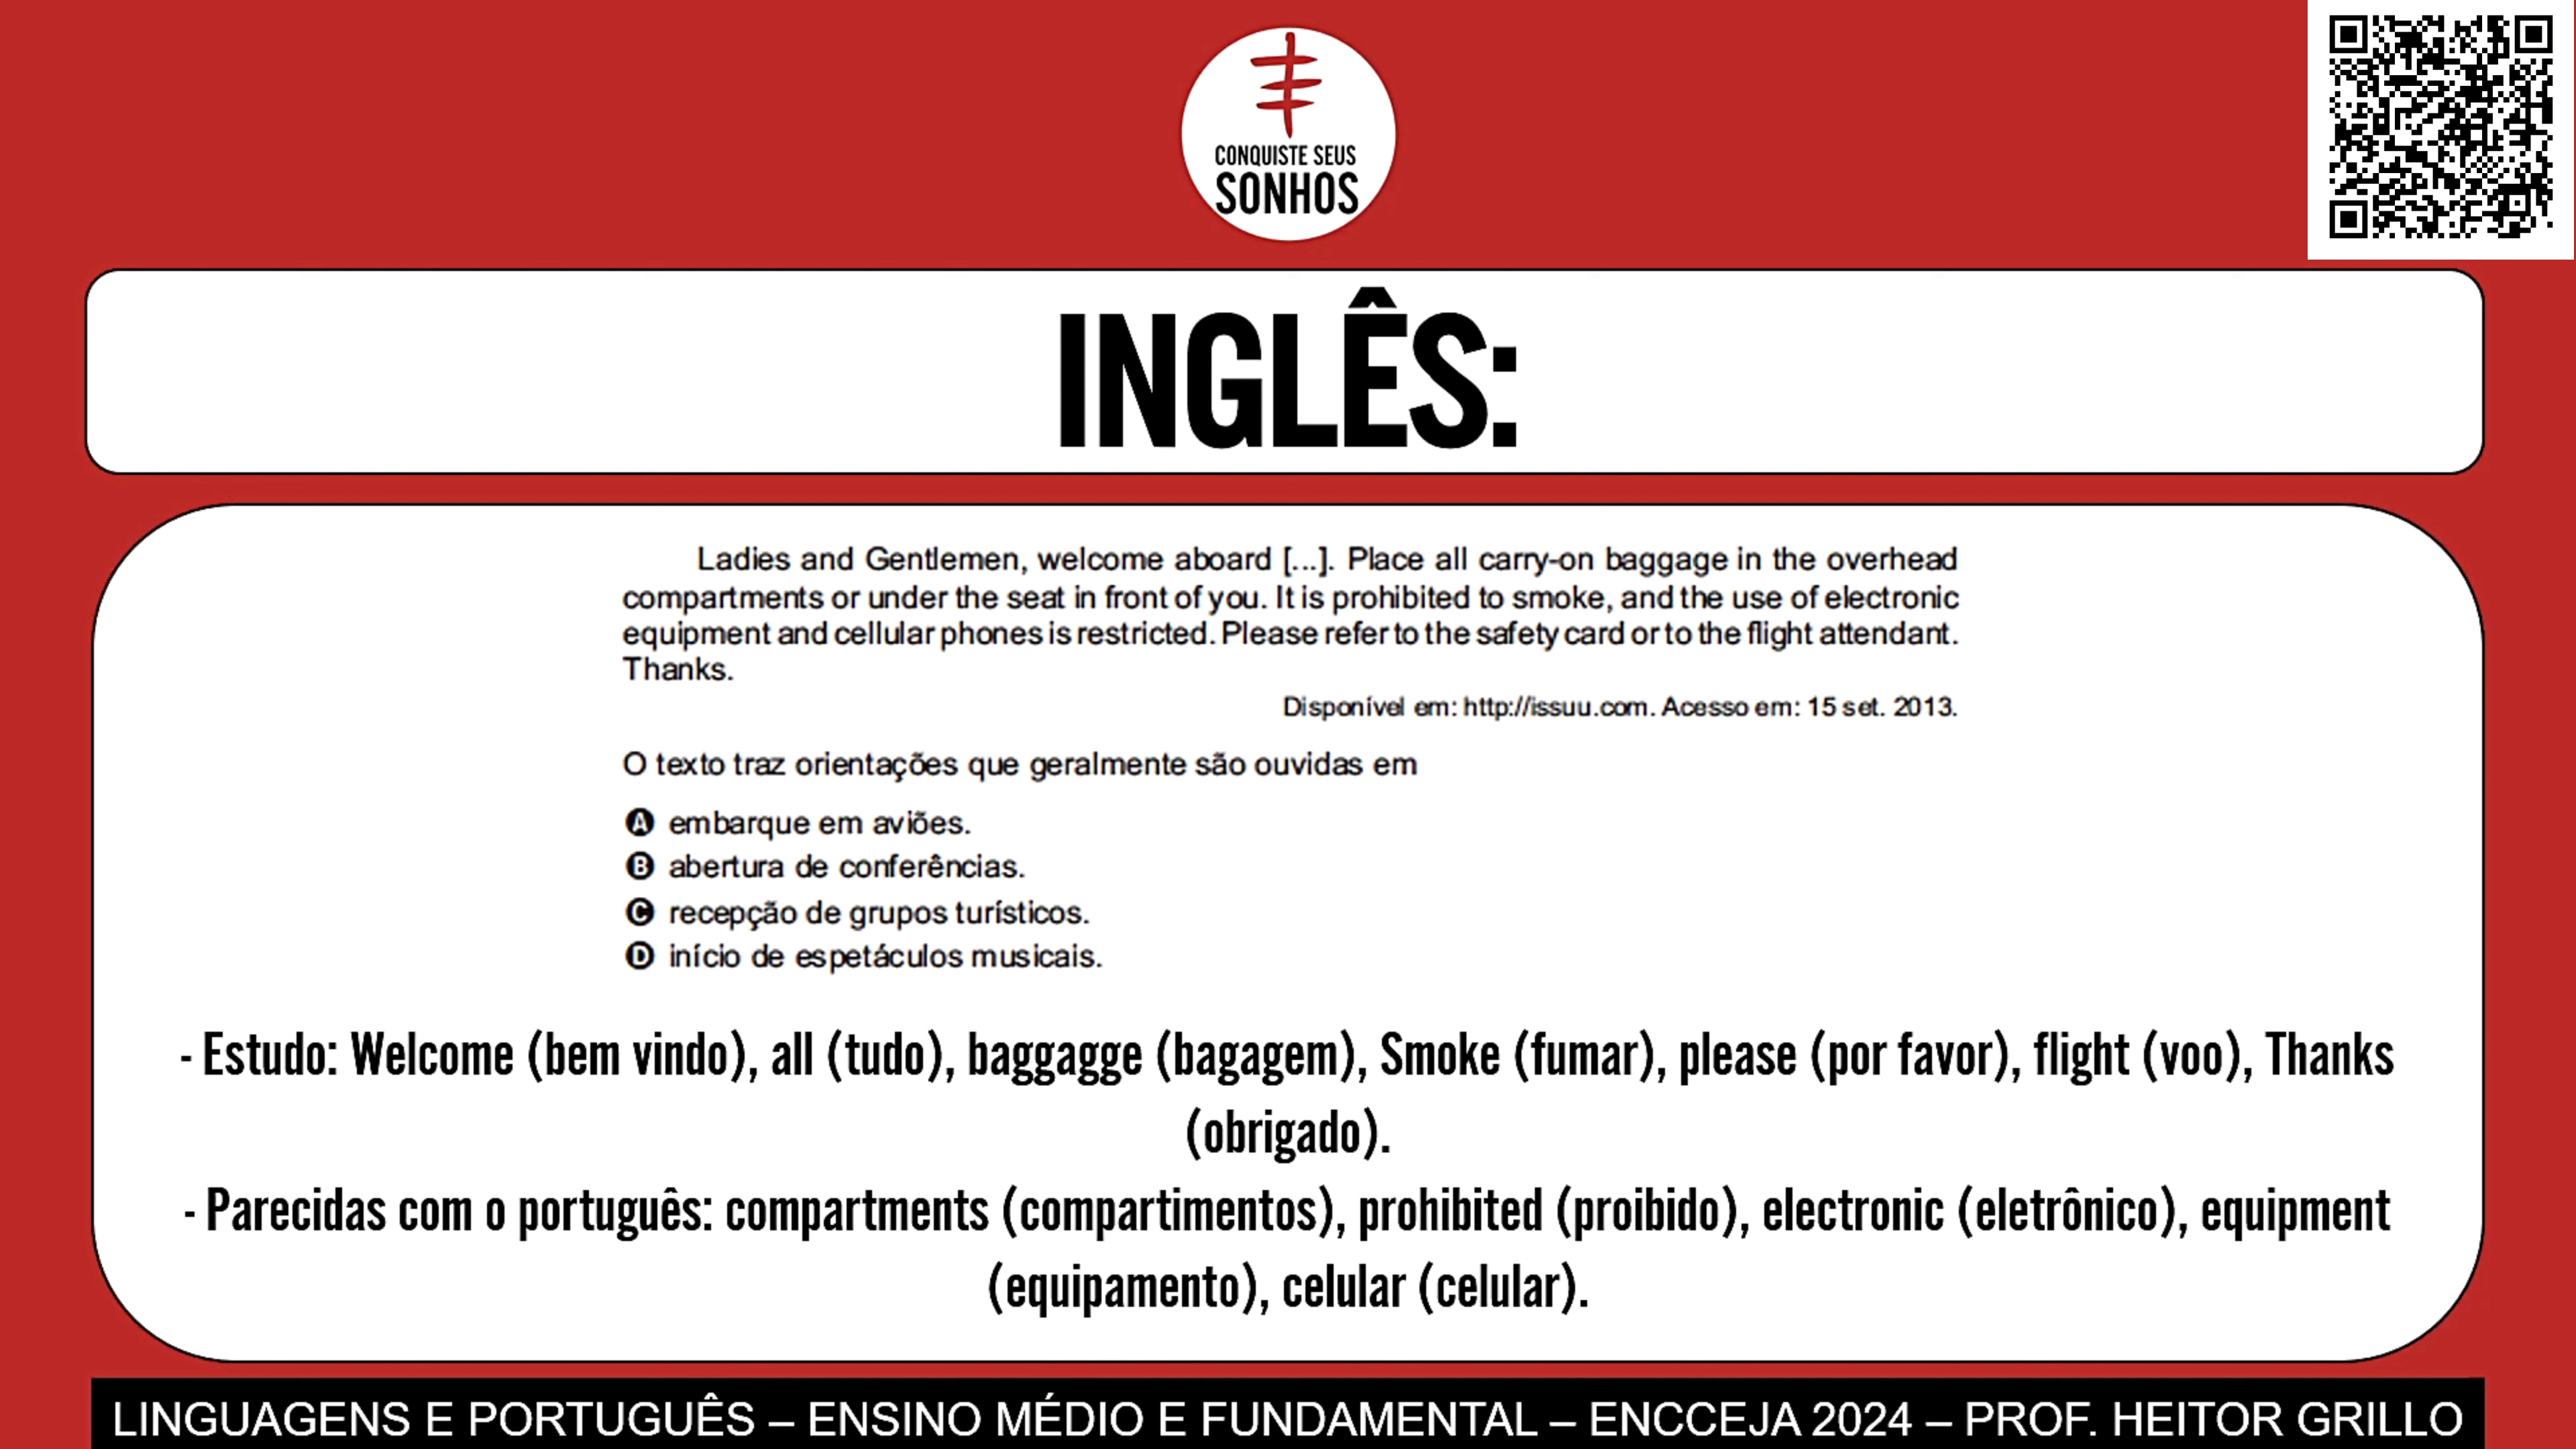 CONQUISTE SEUS
SONHOS
INGLÊS:
Ladies and Gentlemen, welcome aboard [...]. Place all carry-on baggage in the overhead
compartments or under the seat in front of you. It is prohibited to smoke, and the use of electronic
equipment and cellular phones is restricted. Please refer to the safety card or to the flight attendant.
Thanks.
Disponível em: http://issuu.com. Acesso em: 15 set. 2013.
O texto traz orientações que geralmente são ouvidas em
A embarque em aviões.
B abertura de conferências.
C recepção de grupos turísticos.
D início de espetáculos musicais.
- Estudo: Welcome (bem vindo), all (tudo), baggagge (bagagem), Smoke (fumar), please (por favor), flight (voo), Thanks
(obrigado).
- Parecidas com o português: compartments (compartimentos), prohibited (proibido), electronic (eletrônico), equipment
(equipamento), celular (celular).
LINGUAGENS E PORTUGUÊS – ENSINO MÉDIO E FUNDAMENTAL – ENCCEJA 2024 – PROF. HEITOR GRILLO